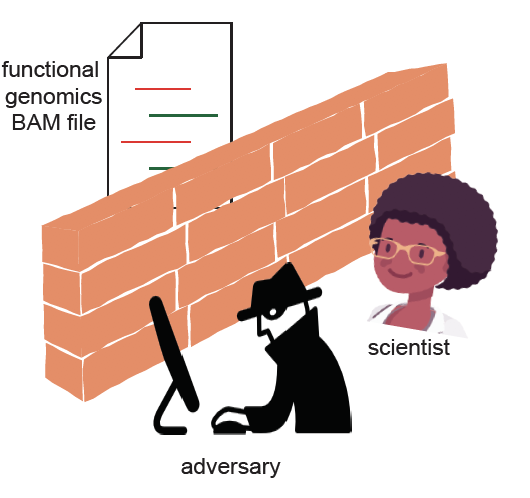 functional
genomics
BAM file
scientist
adversary